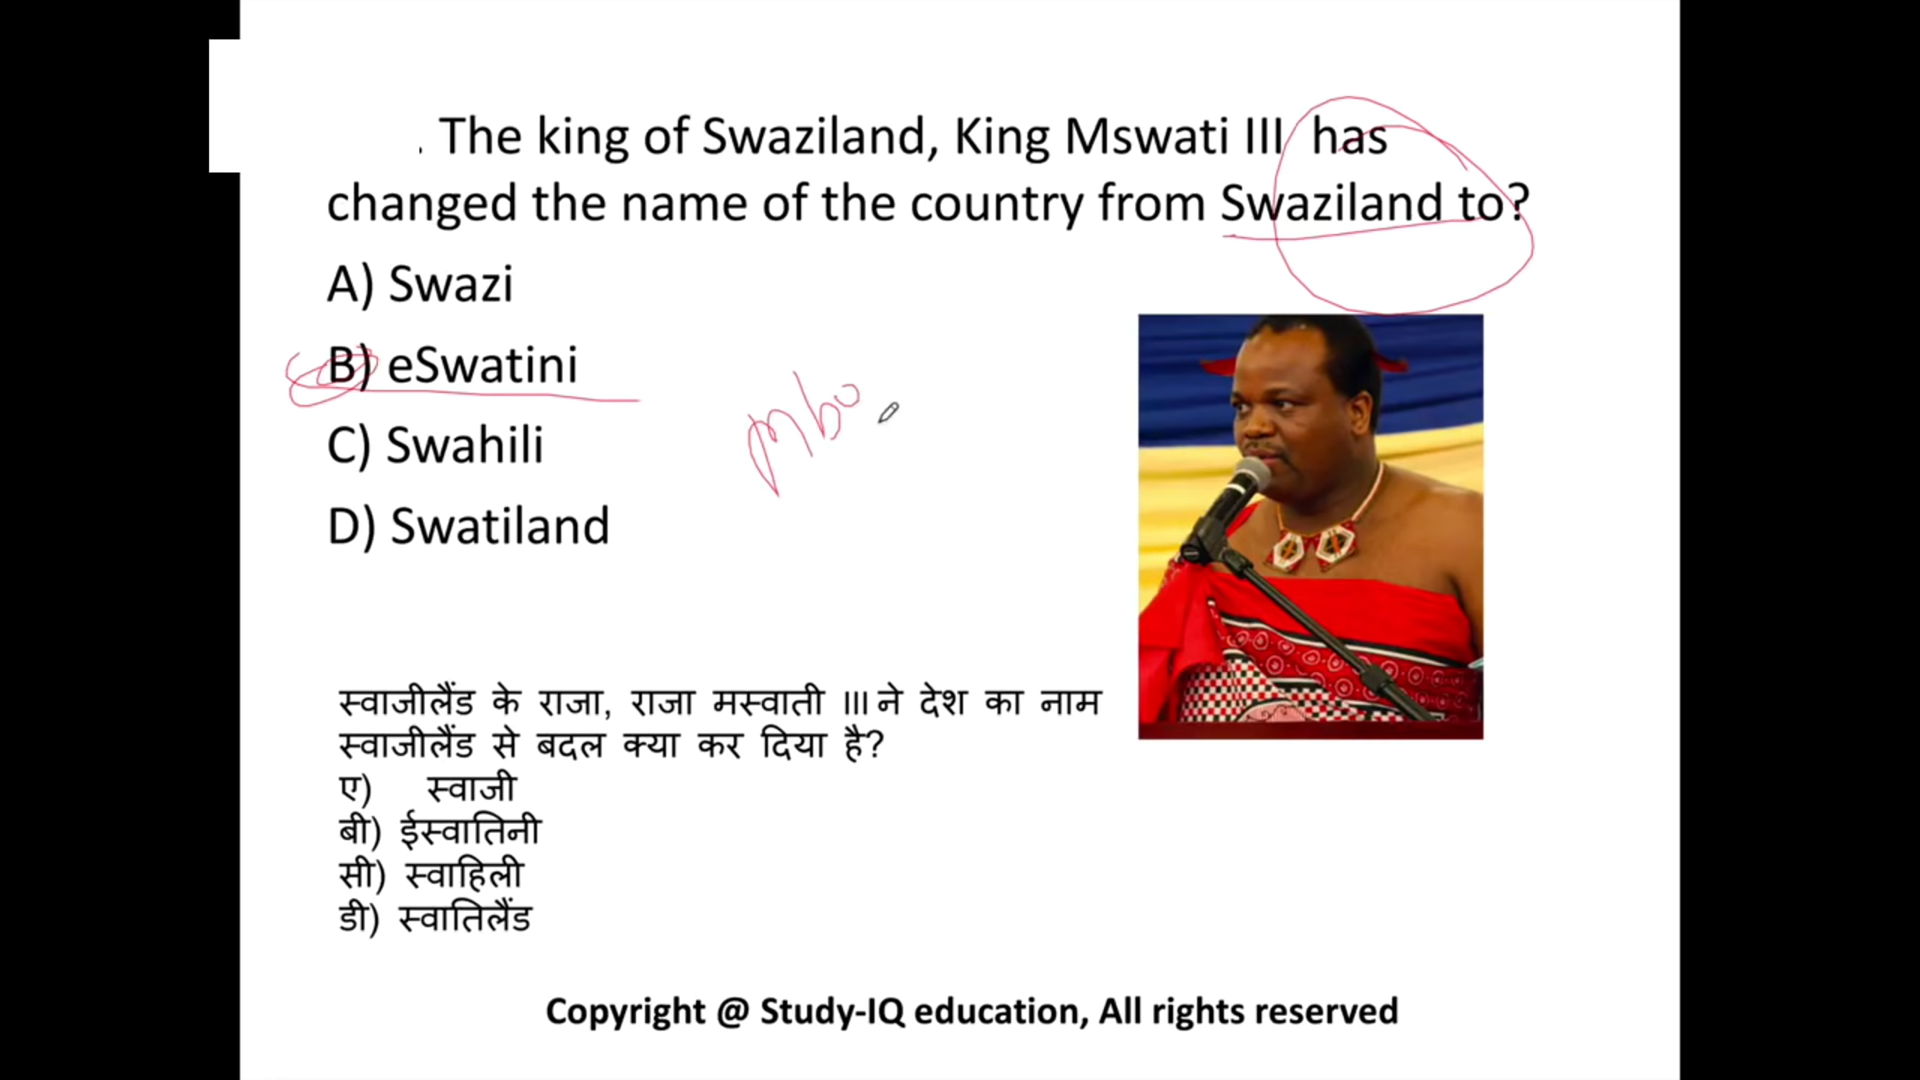 . The king of Swaziland, King Mswati III has
changed the name of the country from Swaziland to?
A) Swazi
B) eSwatini
C) Swahili
D) Swatiland
Mbo
स्वाजीलैंड के राजा, राजा मस्वाती III ने देश का नाम
स्वाजीलैंड से बदल क्या कर दिया है?
ए) स्वाजी
बी) ईस्वातिनी
सी) स्वाहिली
डी) स्वातिलैंड
Copyright @ Study-IQ education, All rights reserved